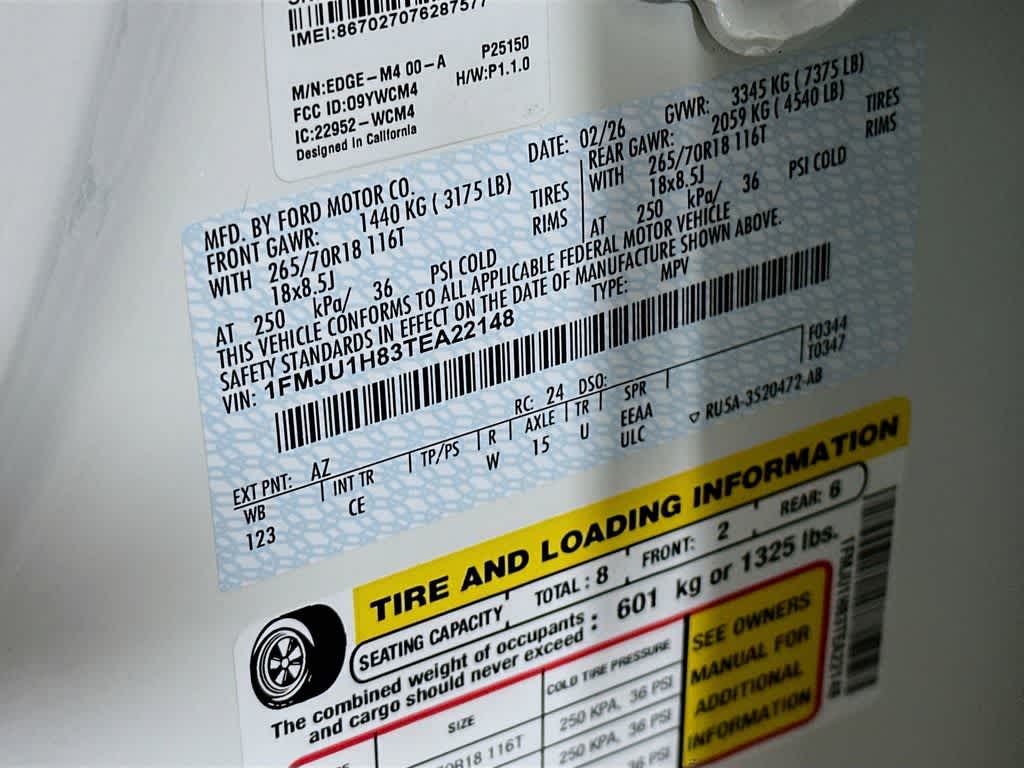 IMEI:867027076287577
M/N:EDGE-M4 00-A P25150
FCC ID:09YWCM4 H/W:P1.1.0
IC:22952-WCM4
Designed in California
MFD. BY FORD MOTOR CO. DATE: 02/26 GVWR: 3345 KG ( 7375 LB)
FRONT GAWR: 1440 KG ( 3175 LB) REAR GAWR: 2059 KG ( 4540 LB)
WITH 265/70R18 116T TIRES WITH 265/70R18 116T TIRES
18x8.5J RIMS 18x8.5J RIMS
AT 250 kPa/ 36 PSI COLD AT 250 kPa/ 36 PSI COLD
THIS VEHICLE CONFORMS TO ALL APPLICABLE FEDERAL MOTOR VEHICLE
SAFETY STANDARDS IN EFFECT ON THE DATE OF MANUFACTURE SHOWN ABOVE.
VIN: 1FMJU1H83TEA22148 TYPE: MPV
F0344
T0347
EXT PNT: AZ RC: 24 DSO:
WB INT TR TP/PS R AXLE TR SPR
123 CE W 15 U EEAA
ULC RU5A-3520472-AB
TIRE AND LOADING INFORMATION
SEATING CAPACITY TOTAL: 8 FRONT: 2 REAR: 6
The combined weight of occupants
and cargo should never exceed : 601 kg or 1325 lbs.
SIZE COLD TIRE PRESSURE
R18 116T 250 KPA, 36 PSI
250 KPA, 36 PSI
36 PSI
SEE OWNERS
MANUAL FOR
ADDITIONAL
INFORMATION
1FMJU1H83TEA22148